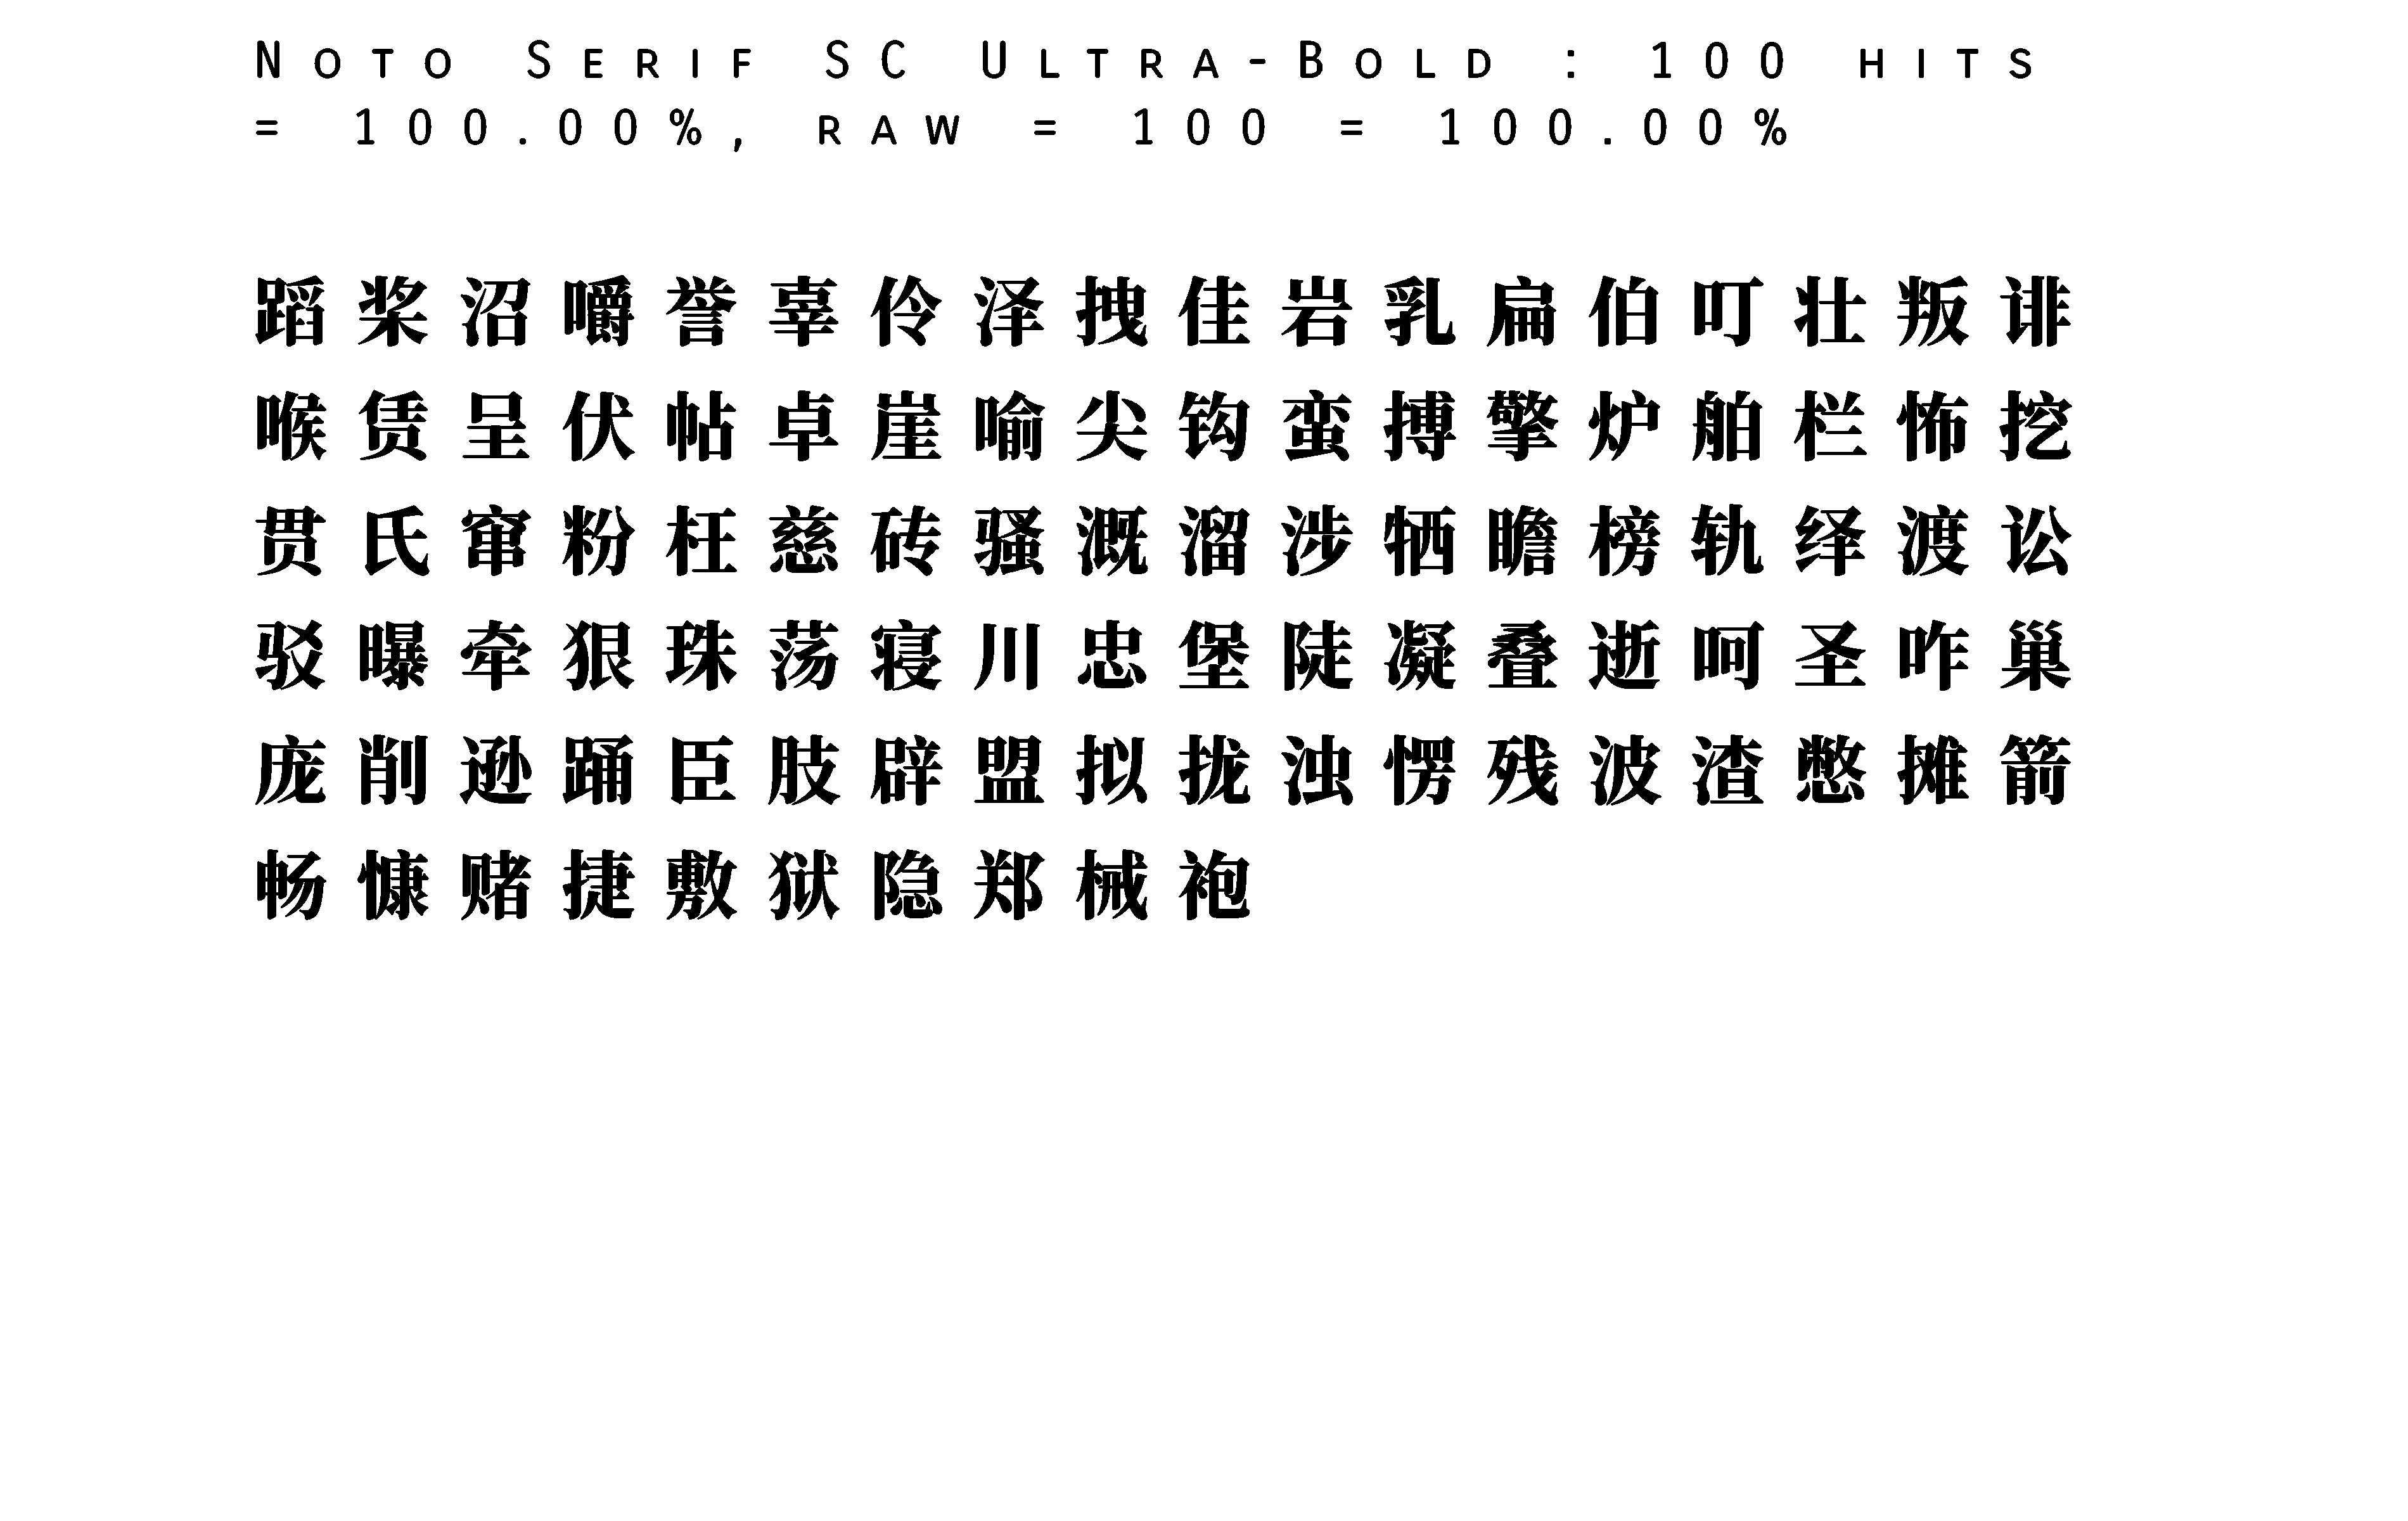 Noto Serif SC Ultra-Bold : 100 hits
= 100.00%, raw = 100 = 100.00%
蹈桨沼嚼誉辜伶泽拽佳岩乳扁伯叮壮叛诽
喉赁呈伏帖卓崖喻尖钩蛮搏擎炉舶栏怖挖
贯氏窜粉枉慈砖骚溉溜涉牺瞻榜轨绎渡讼
驳曝牵狠珠荡寝川忠堡陡凝叠逝呵圣咋巢
庞削逊踊臣肢辟盟拟拢浊愕残波渣憋摊箭
畅慷赌捷敷狱隐郑械袍